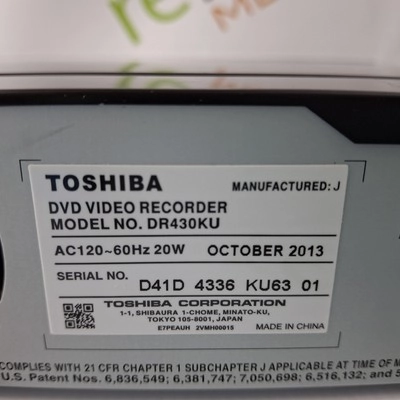 TOSHIBA MANUFACTURED: J
DVD VIDEO RECORDER
MODEL NO. DR430KU
AC120~60Hz 20W OCTOBER 2013
SERIAL NO. D41D 4336 KU63 01
TOSHIBA CORPORATION
1-1, SHIBAURA 1-CHOME, MINATO-KU,
TOKYO 105-8001, JAPAN
E7PEAUH 2VMH00015 MADE IN CHINA
COMPLIES WITH 21 CFR CHAPTER 1 SUBCHAPTER J APPLICABLE AT TIME OF
U.S. Patent Nos. 6,836,549; 6,381,747; 7,050,698; 6,516,132;